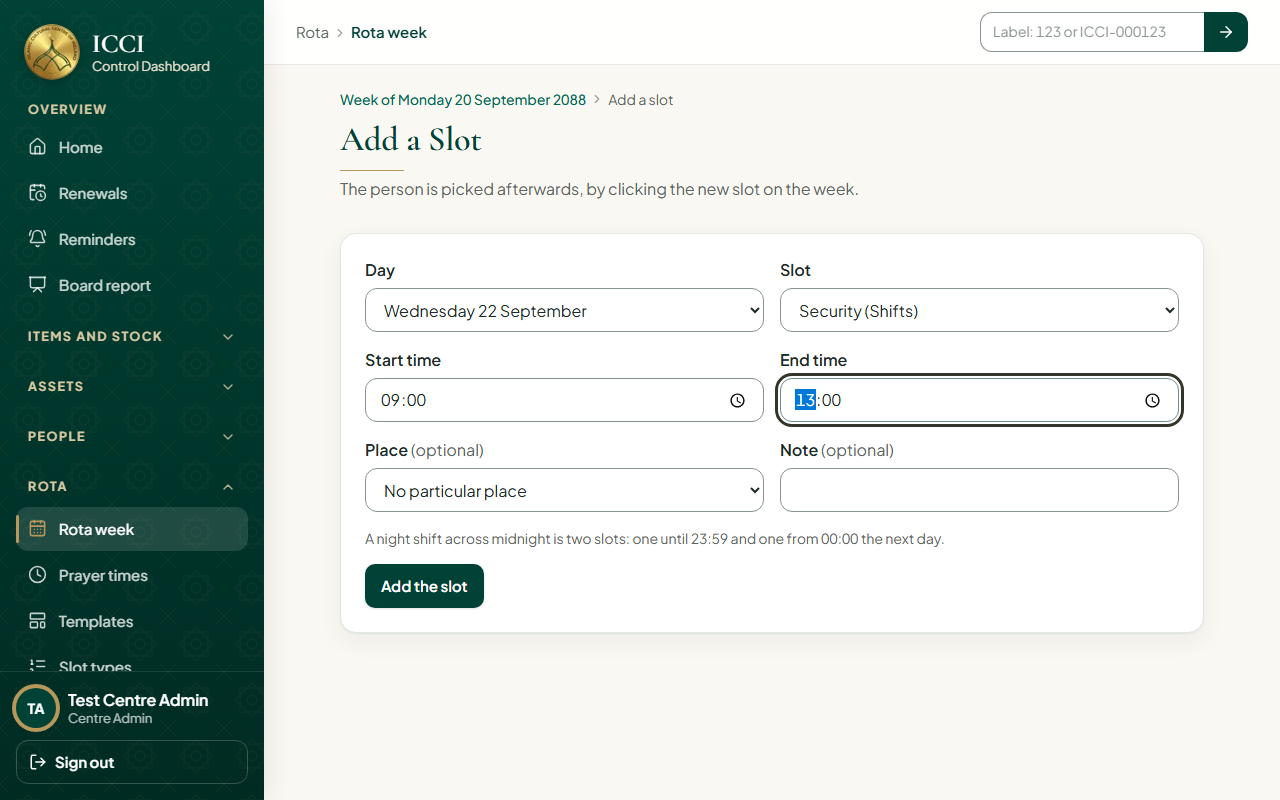 ICCI
Control Dashboard
OVERVIEW
Home
Renewals
Reminders
Board report
ITEMS AND STOCK
ASSETS
PEOPLE
ROTA
Rota week
Prayer times
Templates
Slot types
TA
Test Centre Admin
Centre Admin
Sign out
Rota > Rota week
Label: 123 or ICCI-000123
Week of Monday 20 September 2088 > Add a slot
Add a Slot
The person is picked afterwards, by clicking the new slot on the week.
Day
Wednesday 22 September
Slot
Security (Shifts)
Start time
09:00
End time
13:00
Place (optional)
No particular place
Note (optional)
A night shift across midnight is two slots: one until 23:59 and one from 00:00 the next day.
Add the slot